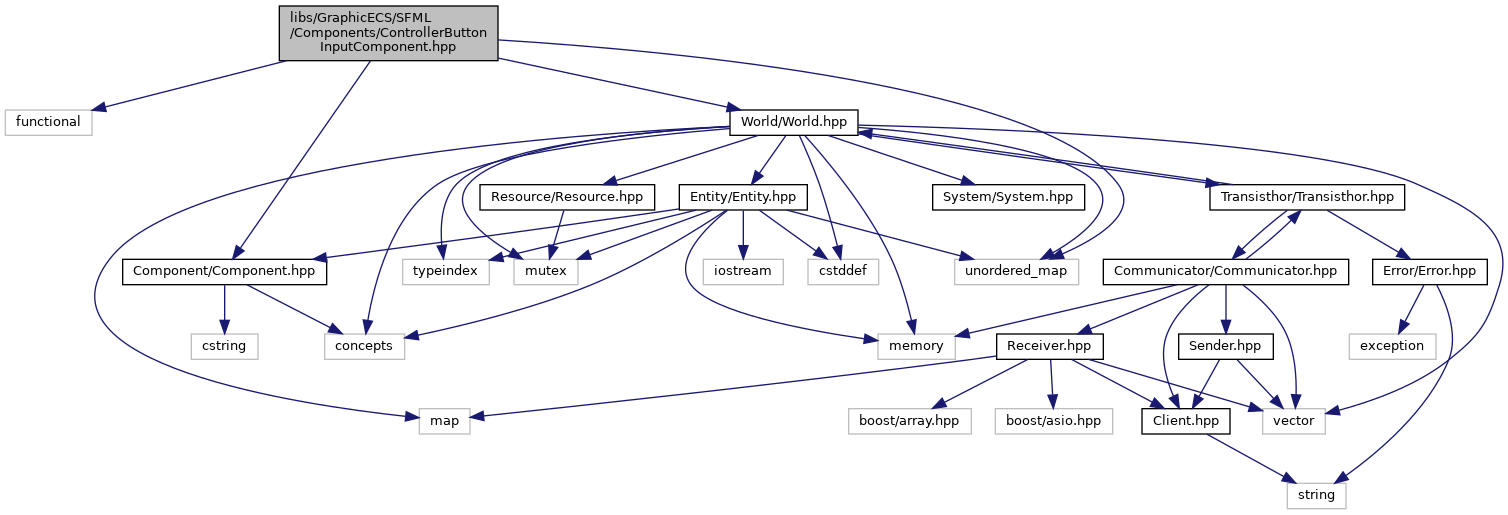 libs/GraphicECS/SFML
/Components/ControllerButton
InputComponent.hpp
functional
World/World.hpp
Resource/Resource.hpp
Entity/Entity.hpp
System/System.hpp
Transisthor/Transisthor.hpp
Component/Component.hpp
typeindex
mutex
iostream
cstddef
unordered_map
Communicator/Communicator.hpp
Error/Error.hpp
cstring
concepts
memory
Receiver.hpp
Sender.hpp
exception
map
boost/array.hpp
boost/asio.hpp
Client.hpp
vector
string